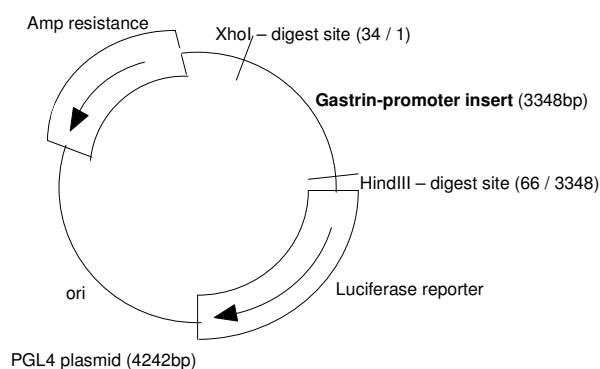 Amp resistance
XhoI – digest site (34 / 1)
Gastrin-promoter insert (3348bp)
HindIII – digest site (66 / 3348)
Luciferase reporter
ori
PGL4 plasmid (4242bp)